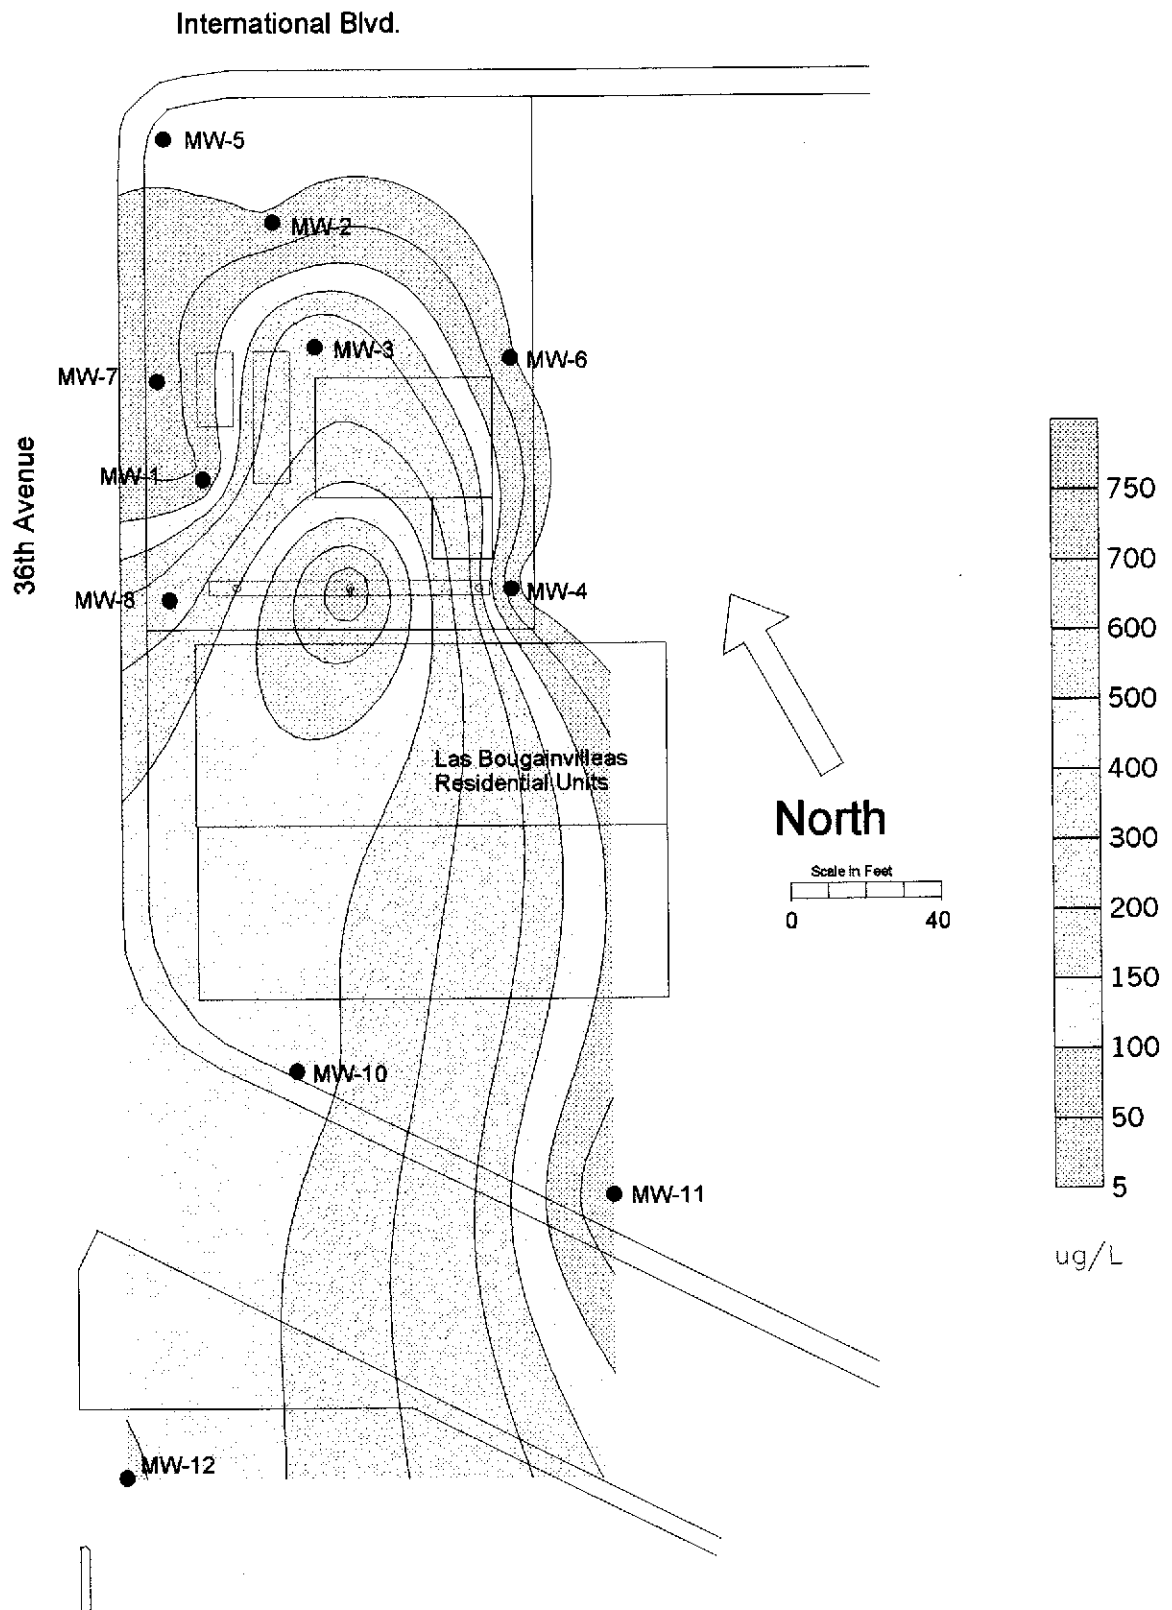 International Blvd.
MW-5
MW-2
MW-3
MW-6
MW-7
MW-1
36th Avenue
MW-8
MW-4
Las Bougainvilleas
Residential Units
North
Scale in Feet
0 40
MW-10
MW-11
MW-12
750
700
600
500
400
300
200
150
100
50
5
ug/L